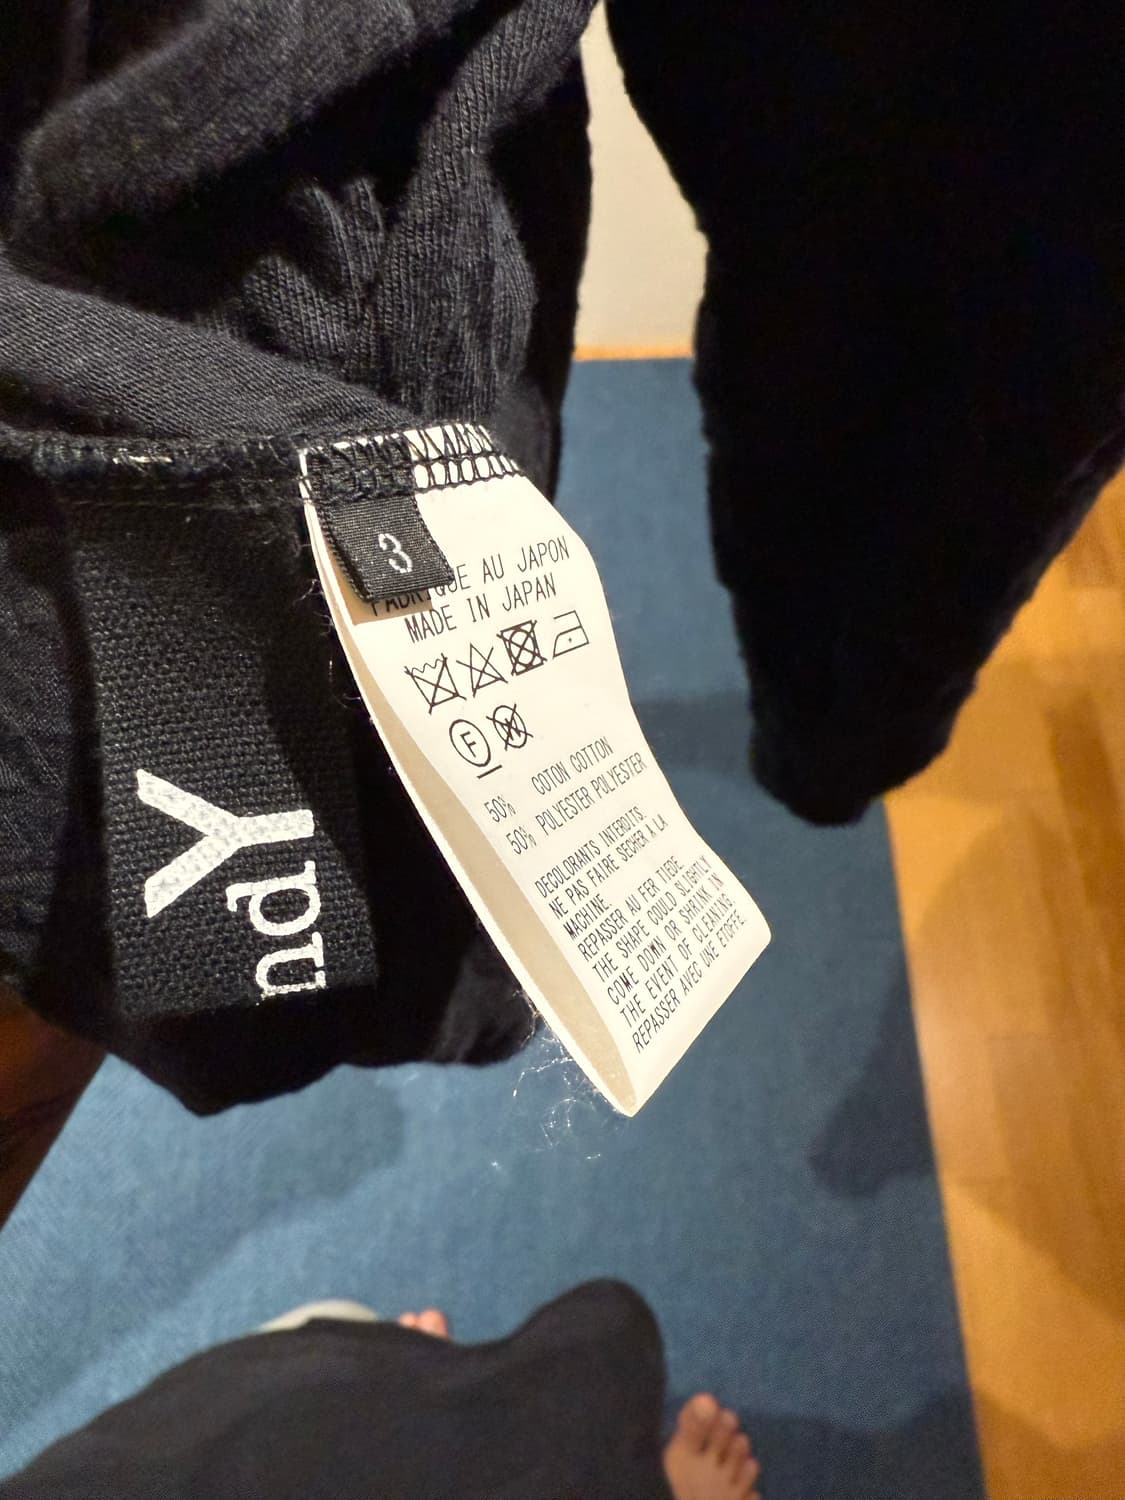 3
FABRIQUE AU JAPON
MADE IN JAPAN
F
W
50% COTON COTTON
50% POLYESTER POLYESTER
DECOLORANTS INTERDITS.
NE PAS FAIRE SECHER A LA
MACHINE.
REPASSER AU FER TIEDE.
THE SHAPE COULD SLIGHTLY
COME DOWN OR SHRINK IN
THE EVENT OF CLEANING.
REPASSER AVEC UNE ETOFFE.
Y
nd